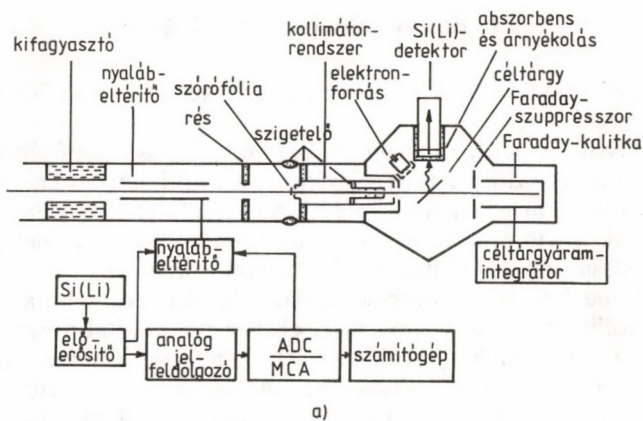 kifagyasztó
nyaláb-
eltérítő
szórófólia
rés
szigetelő
kollimátor-
rendszer
elektron-
forrás
Si(Li)-
detektor
abszorbens
és árnyékolás
céltárgy
Faraday-
szuppresszor
Faraday-kalitka
céltárgyáram-
integrátor
nyaláb-
eltérítő
Si(Li)
elő-
erősítő
analóg
jel-
feldolgozó
ADC
MCA
számítógép
a)